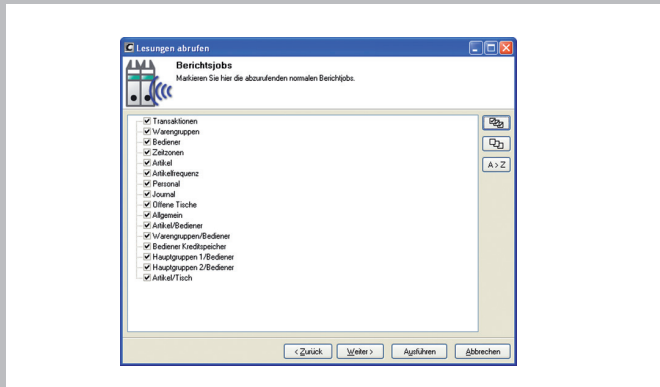 Lesungen abrufen
Berichtsjobs
Markieren Sie hier die abzurufenden normalen Berichtjobs.
Transaktionen
Warengruppen
Bediener
Zeitzonen
Artikel
Artikelfrequenz
Personal
Journal
Offene Tische
Allgemein
Artikel/Bediener
Warengruppen/Bediener
Bediener Kreditspeicher
Hauptgruppen 1/Bediener
Hauptgruppen 2/Bediener
Artikel/Tisch
A > Z
< Zurück Weiter > Ausführen Abbrechen